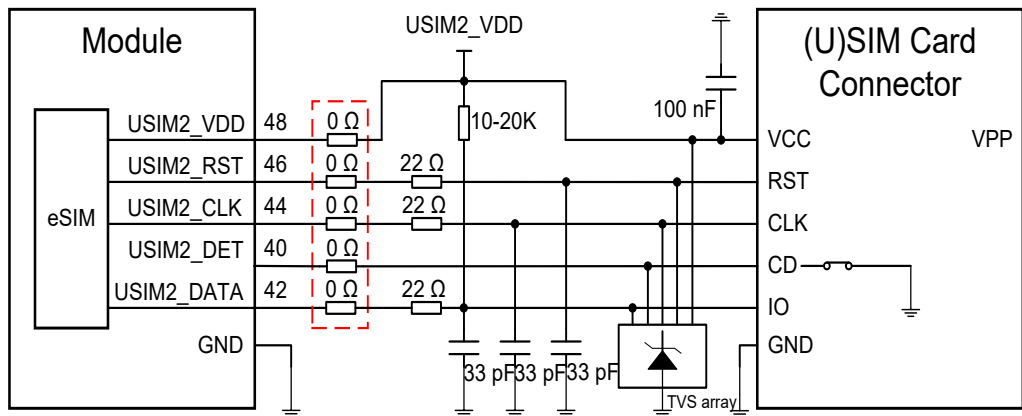 Module
USIM2_VDD
(U)SIM Card
Connector
100 nF
10-20K
eSIM
USIM2_VDD 48 0 Ω
VCC VPP
USIM2_RST 46 0 Ω 22 Ω
RST
USIM2_CLK 44 0 Ω 22 Ω
CLK
USIM2_DET 40 0 Ω
CD
USIM2_DATA 42 0 Ω 22 Ω
IO
GND
GND
33 pF 33 pF 33 pF
TVS array